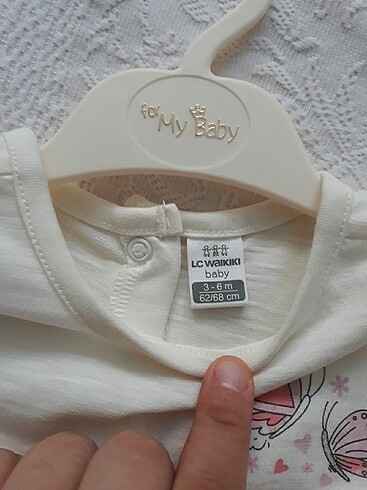 for My Baby
LC WAIKIKI
baby
3 - 6 m
62/68 cm